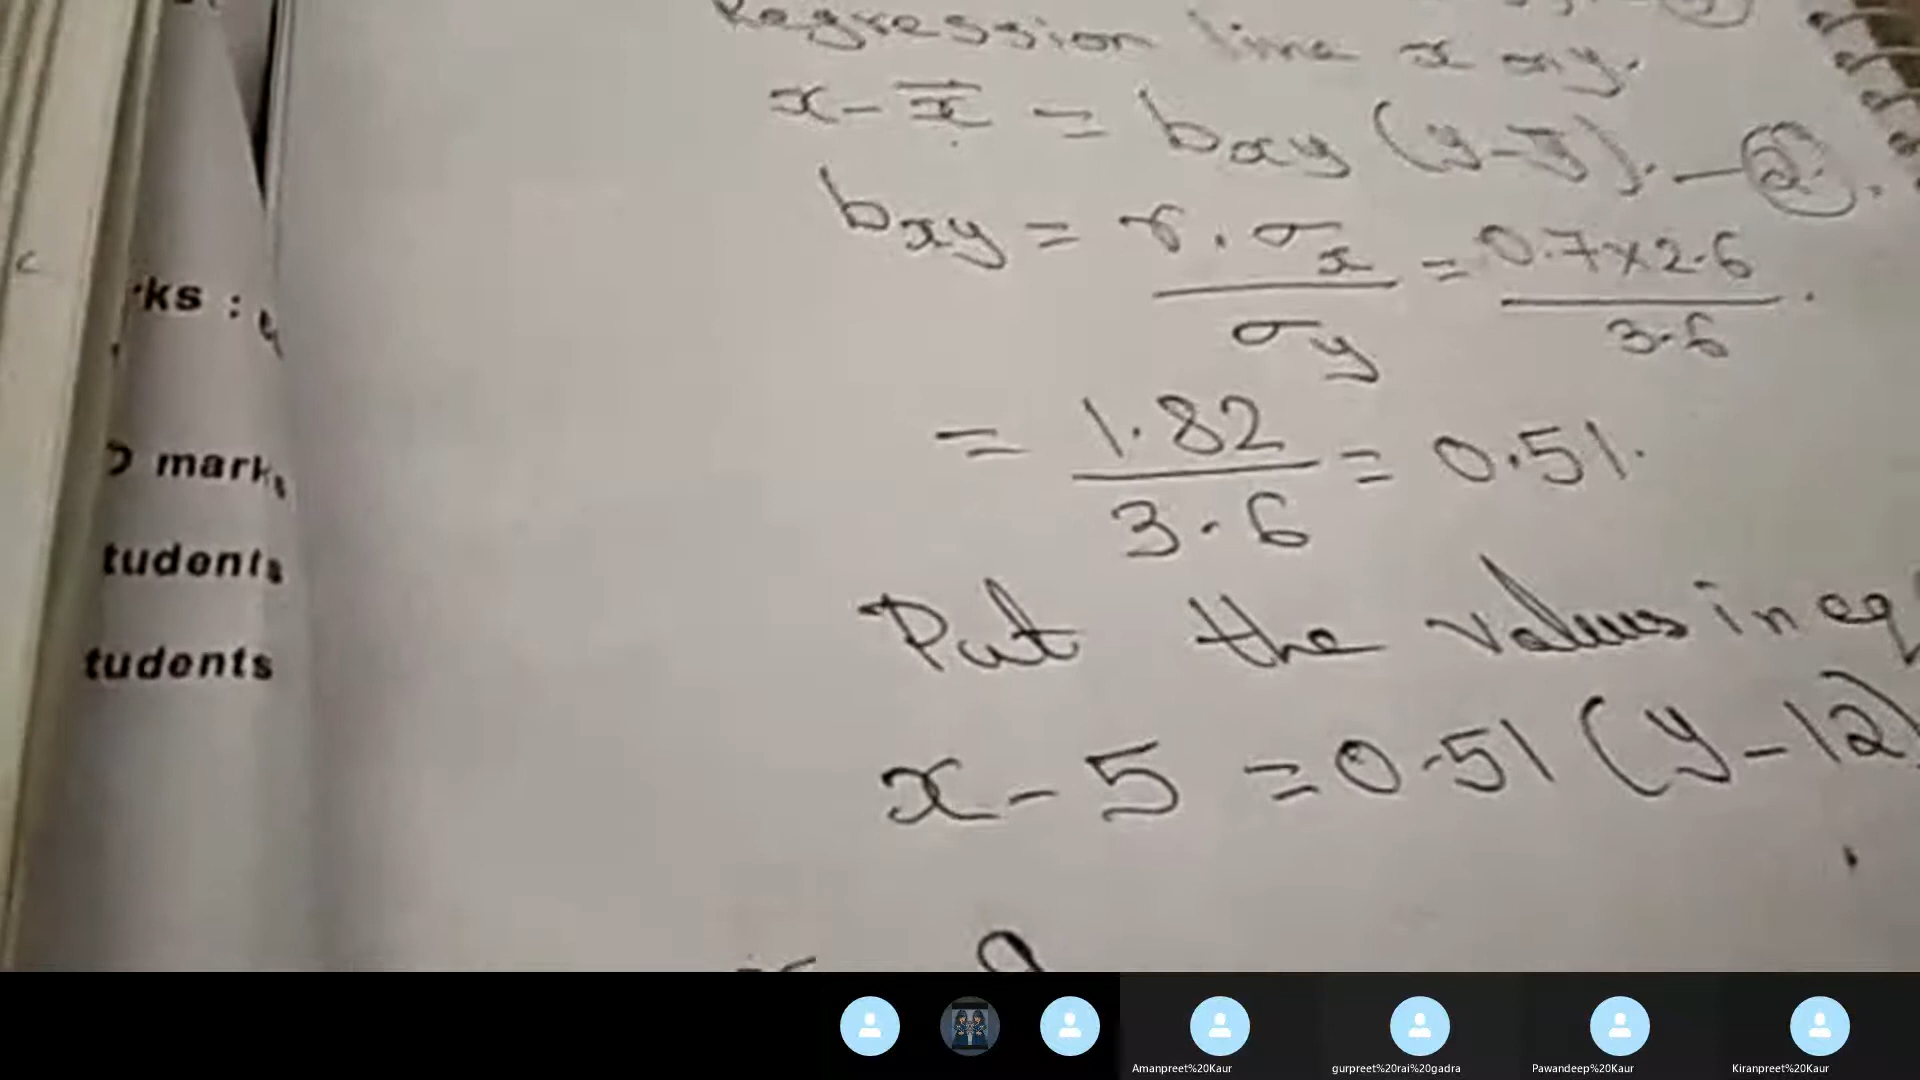 Regression line x on y.
x - x̄ = bxy (y - ȳ). — ②.
bxy = r . σx / σy = 0.7×2.6 / 3.6 .
= 1.82 / 3.6 = 0.51.
Put the values in eq
x - 5 = 0.51 (y - 12)
ks :
marks
tudents
tudents
Amanpreet%20Kaur
gurpreet%20rai%20gadra
Pawandeep%20Kaur
Kiranpreet%20Kaur